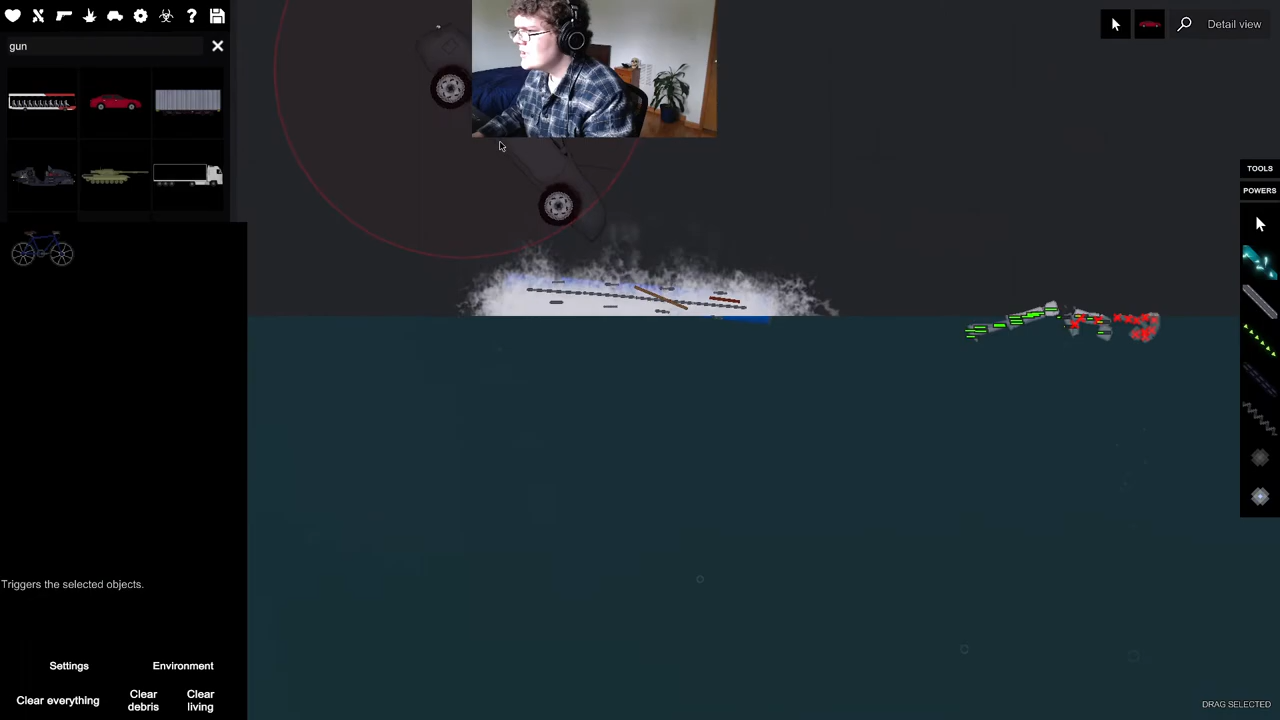 gun
Detail view
TOOLS
POWERS
Triggers the selected objects.
Settings
Environment
Clear everything
Clear
debris
Clear
living
DRAG SELECTED